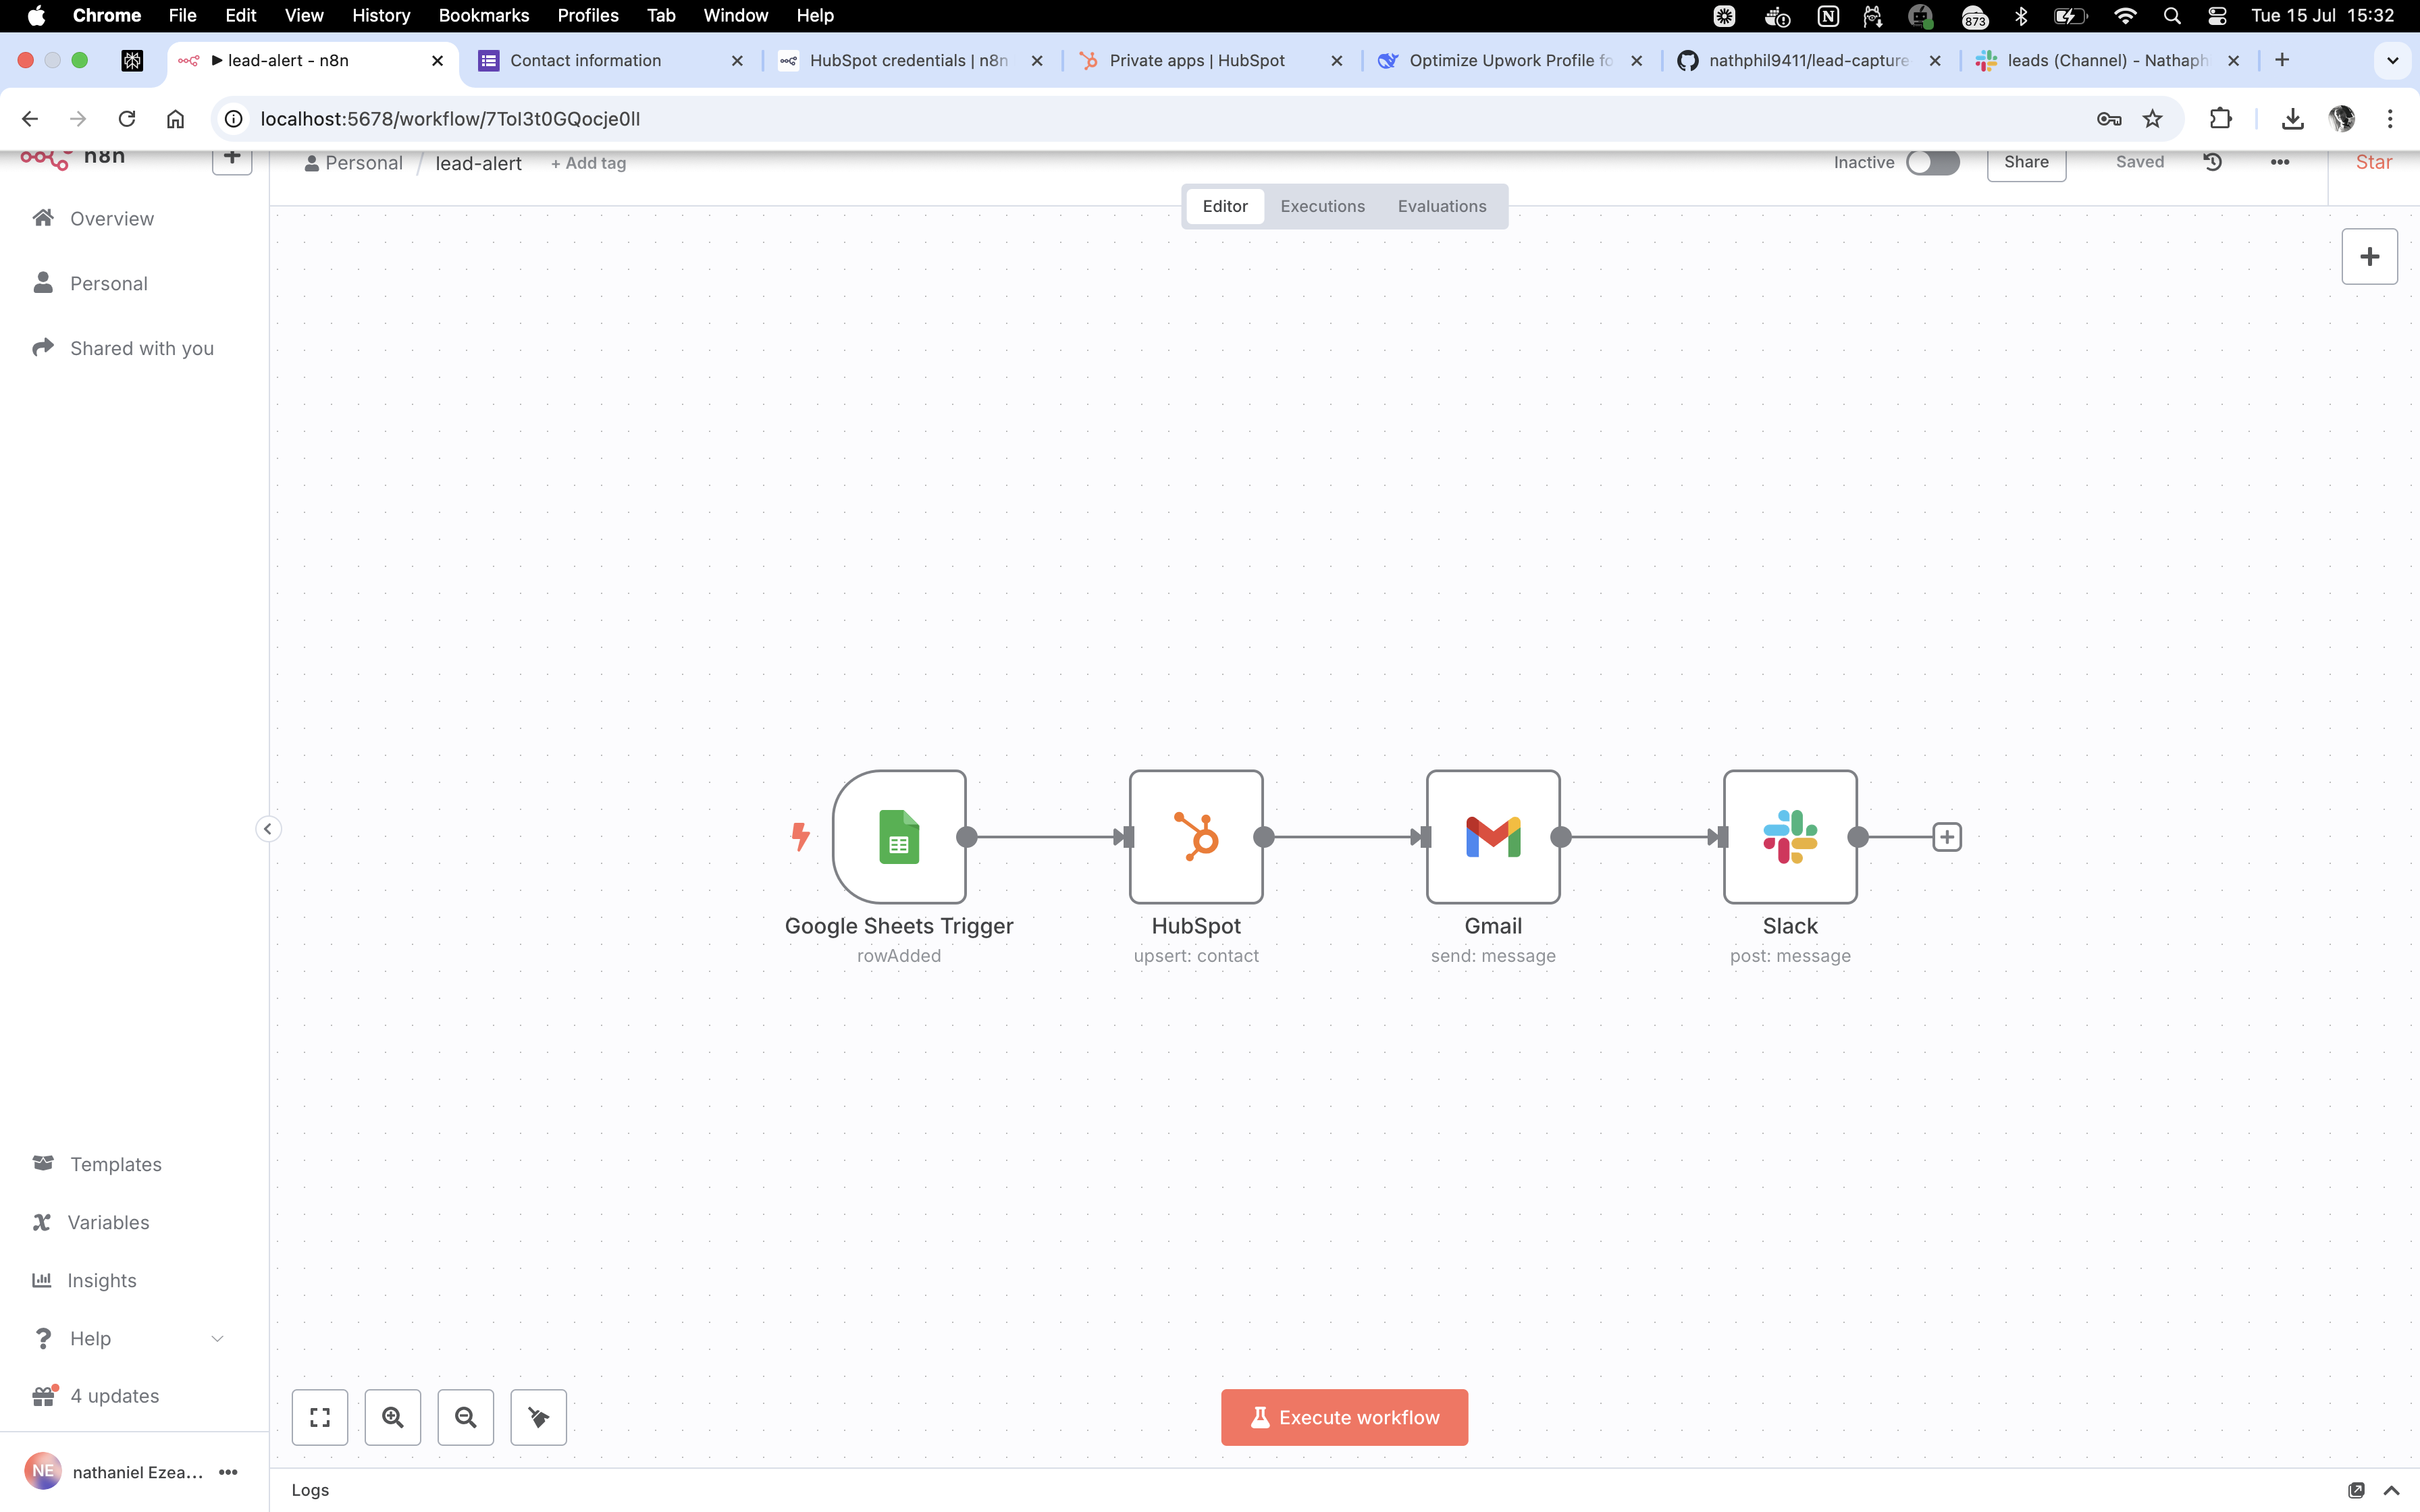 Chrome File Edit View History Bookmarks Profiles Tab Window Help 873 Tue 15 Jul 15:32
lead-alert - n8n Contact information HubSpot credentials | n8n Private apps | HubSpot Optimize Upwork Profile fo nathphil9411/lead-capture leads (Channel) - Nathaph
localhost:5678/workflow/7Tol3t0GQocje0ll
n8n Personal / lead-alert + Add tag Inactive Share Saved Star
Editor Executions Evaluations
Overview
Personal
Shared with you
Google Sheets Trigger HubSpot Gmail Slack
rowAdded upsert: contact send: message post: message
Templates
Variables
Insights
Help
4 updates
Execute workflow
NE nathaniel Ezea...
Logs